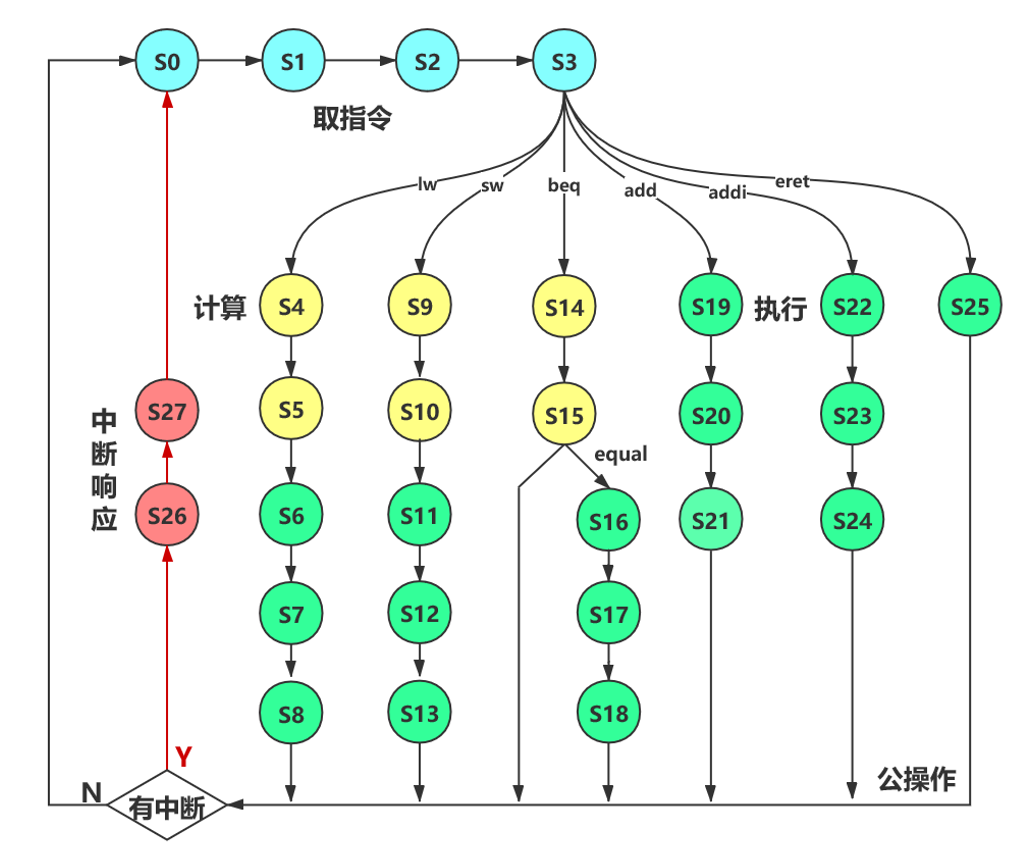 S0 S1 S2 S3
取指令
lw sw beq add addi eret
计算 S4 S9 S14 S19 执行 S22 S25
S27 S5 S10 S15 S20 S23
equal
中
断
响
应
S26 S6 S11 S16 S21 S24
S7 S12 S17
S8 S13 S18
Y
N 有中断 公操作